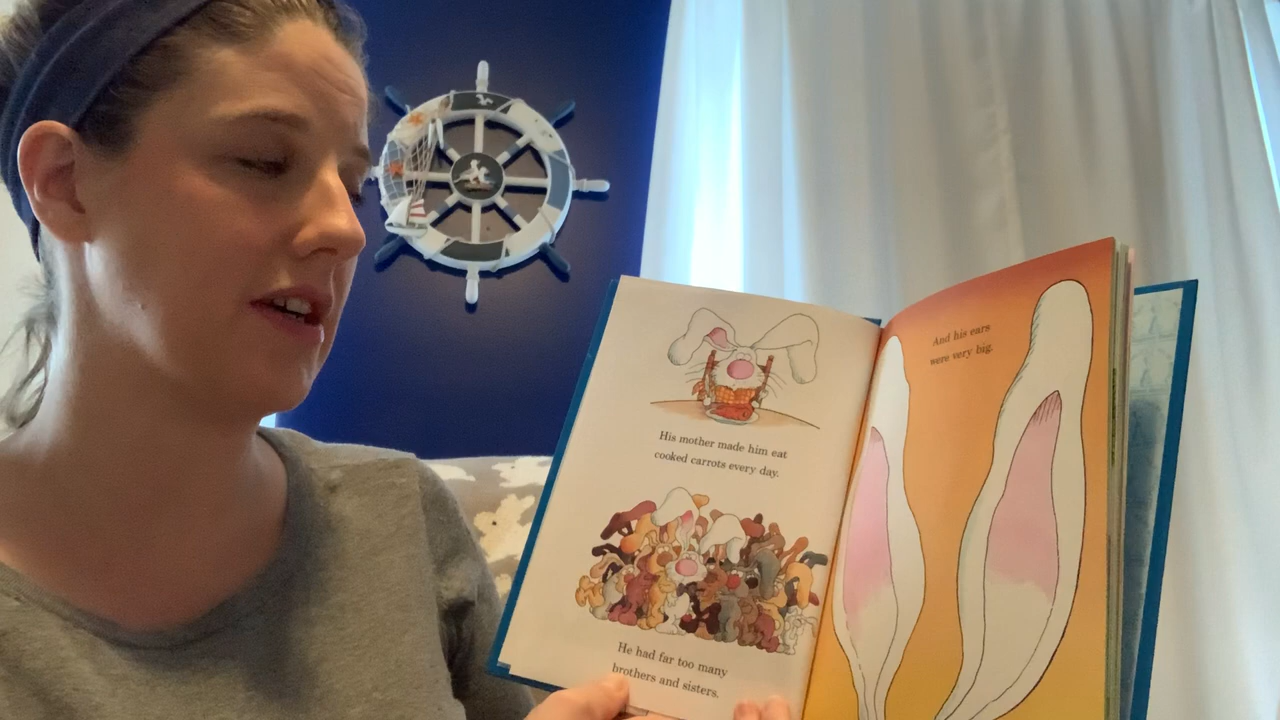 His mother made him eat
cooked carrots every day.
He had far too many
brothers and sisters.
And his ears
were very big.